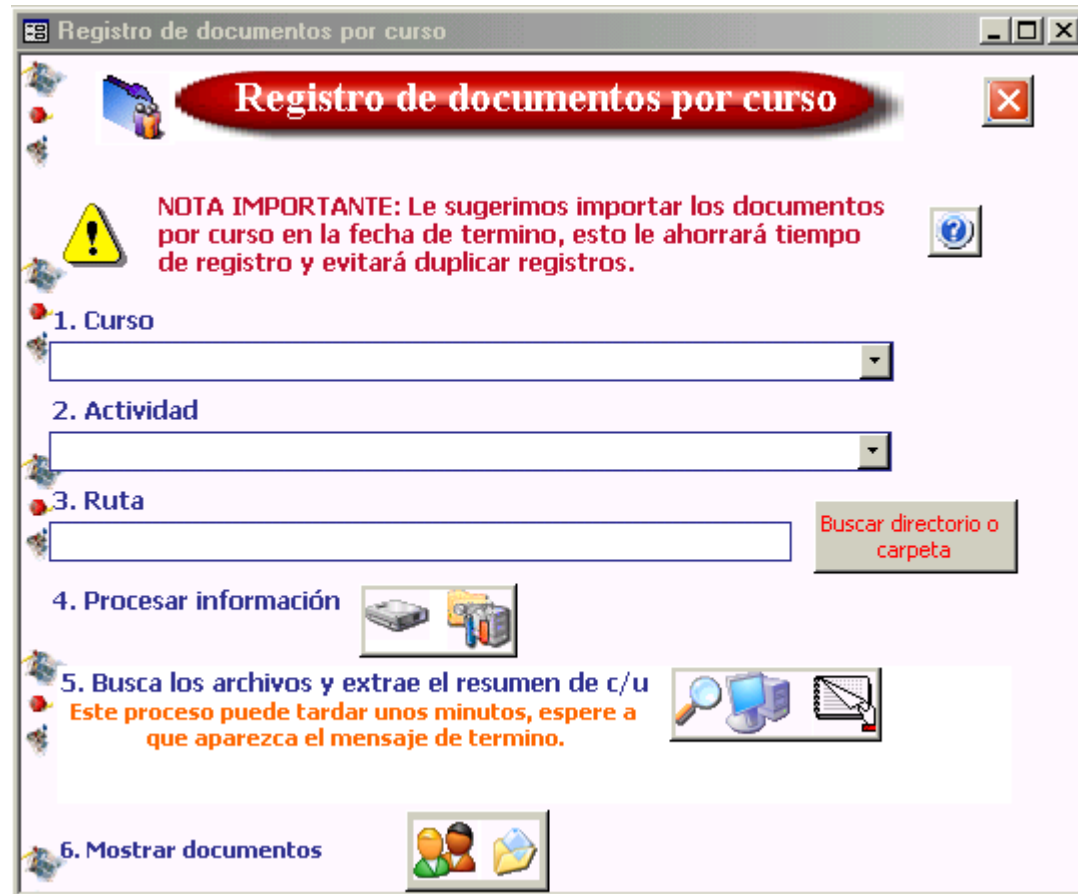 Registro de documentos por curso
Registro de documentos por curso
NOTA IMPORTANTE: Le sugerimos importar los documentos
por curso en la fecha de termino, esto le ahorrará tiempo
de registro y evitará duplicar registros.
1. Curso
2. Actividad
3. Ruta
Buscar directorio o
carpeta
4. Procesar información
5. Busca los archivos y extrae el resumen de c/u
Este proceso puede tardar unos minutos, espere a
que aparezca el mensaje de termino.
6. Mostrar documentos